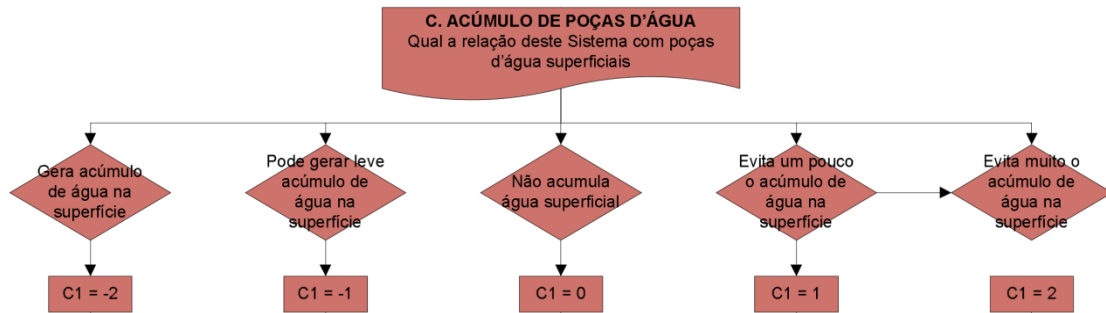 C. ACÚMULO DE POÇAS D'ÁGUA
Qual a relação deste Sistema com poças
d'água superficiais
Gera acúmulo
de água na
superfície
Pode gerar leve
acúmulo de
água na
superfície
Não acumula
água superficial
Evita um pouco
o acúmulo de
água na
superfície
Evita muito o
acúmulo de
água na
superfície
C1 = -2
C1 = -1
C1 = 0
C1 = 1
C1 = 2